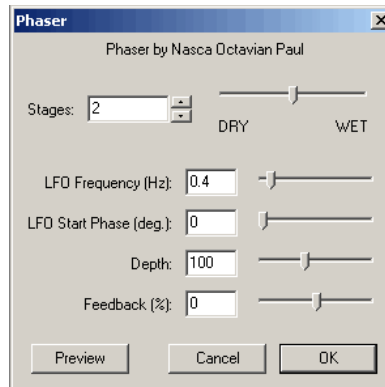 Phaser
Phaser by Nasca Octavian Paul
Stages: 2
DRY WET
LFO Frequency (Hz): 0.4
LFO Start Phase (deg.): 0
Depth: 100
Feedback (%): 0
Preview Cancel OK